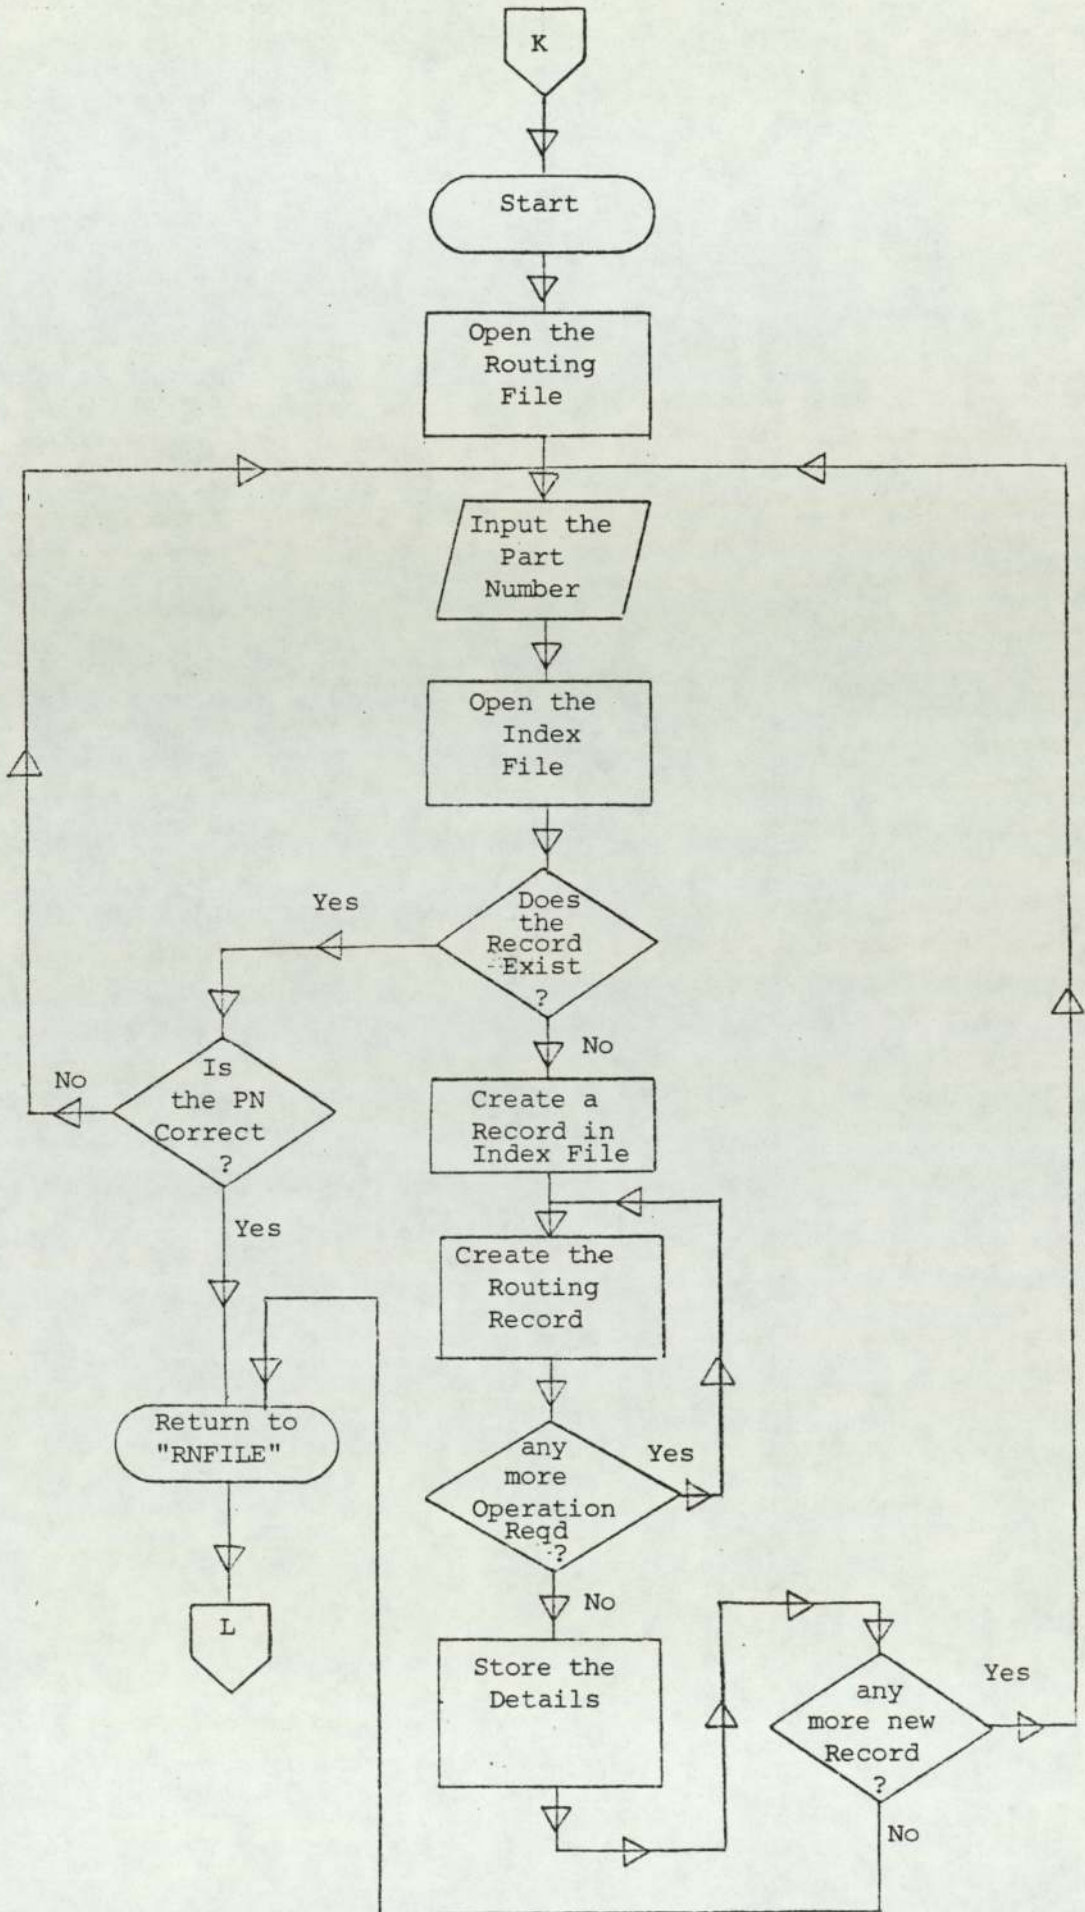 K
Start
Open the
Routing
File
Input the
Part
Number
Open the
Index
File
Yes
Does
the
Record
Exist
?
No
No
Is
the PN
Correct
?
Create a
Record in
Index File
Yes
Create the
Routing
Record
Return to
"RNFILE"
any
more
Operation
Reqd
?
Yes
No
L
Store the
Details
any
more new
Record
?
Yes
No